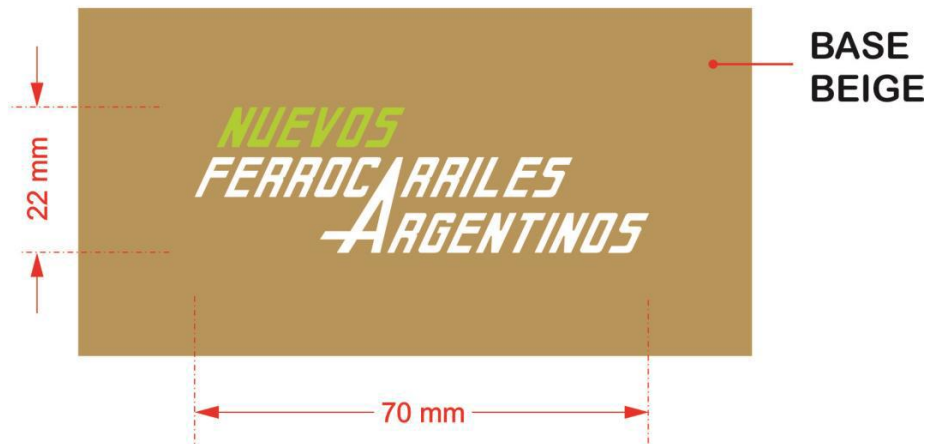 BASE
BEIGE
NUEVOS
FERROCARRILES
ARGENTINOS
22 mm
70 mm